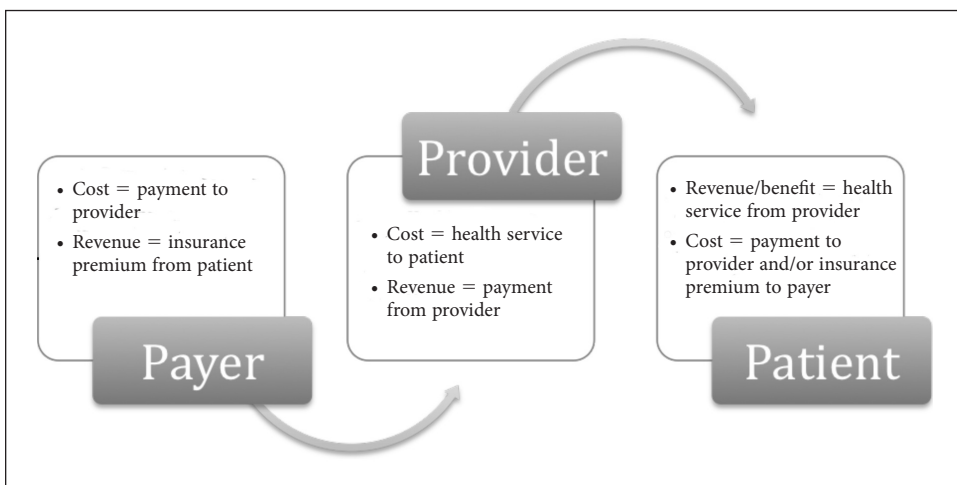 • Cost = payment to
provider
• Revenue = insurance
premium from patient
Payer
Provider
• Cost = health service
to patient
• Revenue = payment
from provider
• Revenue/benefit = health
service from provider
• Cost = payment to
provider and/or insurance
premium to payer
Patient